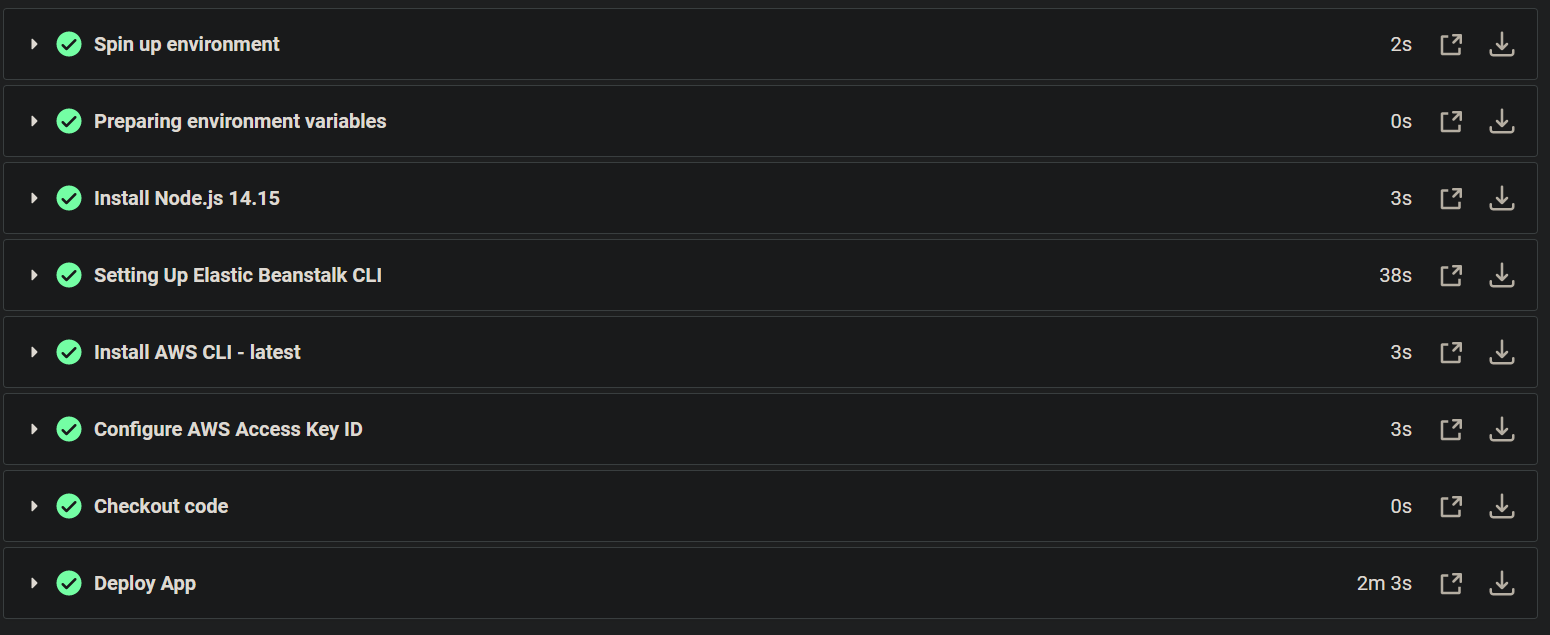 Spin up environment 2s
Preparing environment variables 0s
Install Node.js 14.15 3s
Setting Up Elastic Beanstalk CLI 38s
Install AWS CLI - latest 3s
Configure AWS Access Key ID 3s
Checkout code 0s
Deploy App 2m 3s